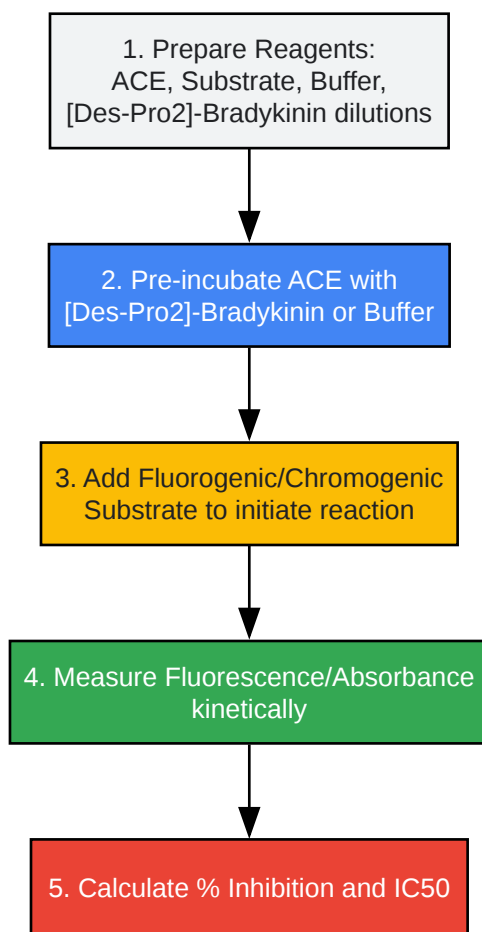 1. Prepare Reagents:
ACE, Substrate, Buffer,
[Des-Pro2]-Bradykinin dilutions
2. Pre-incubate ACE with
[Des-Pro2]-Bradykinin or Buffer
3. Add Fluorogenic/Chromogenic
Substrate to initiate reaction
4. Measure Fluorescence/Absorbance
kinetically
5. Calculate % Inhibition and IC50